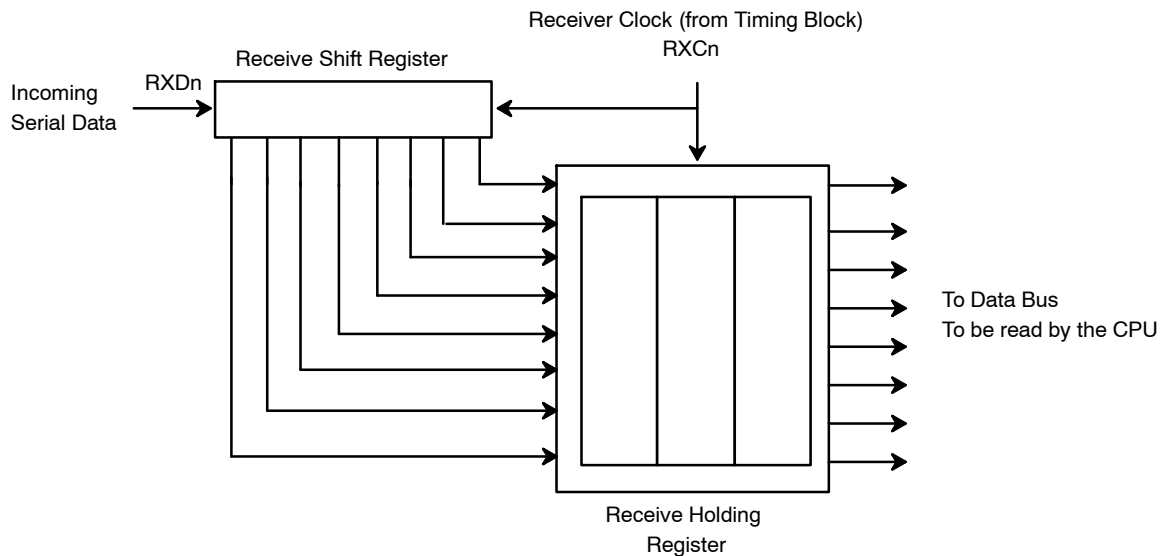 Receiver Clock (from Timing Block)
RXCn
Receive Shift Register
RXDn
Incoming
Serial Data
To Data Bus
To be read by the CPU
Receive Holding
Register